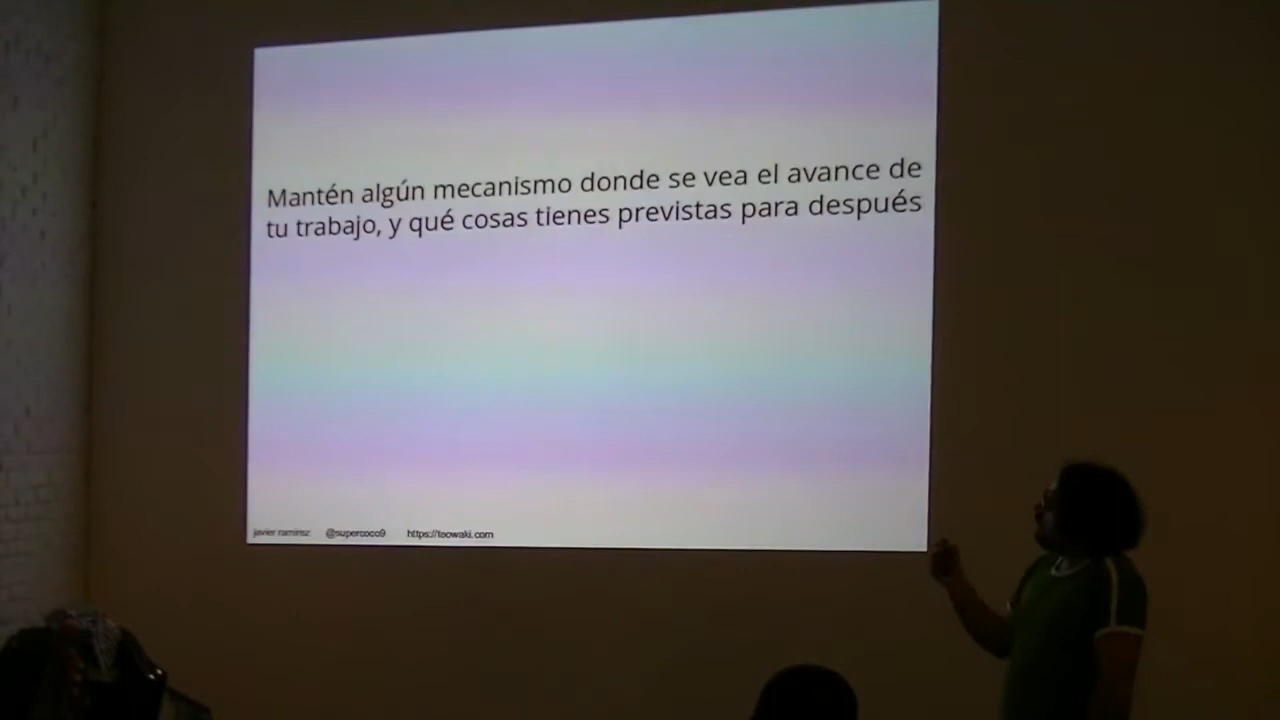 Mantén algún mecanismo donde se vea el avance de
tu trabajo, y qué cosas tienes previstas para después
javier ramirez @supercoco9 https://teowaki.com